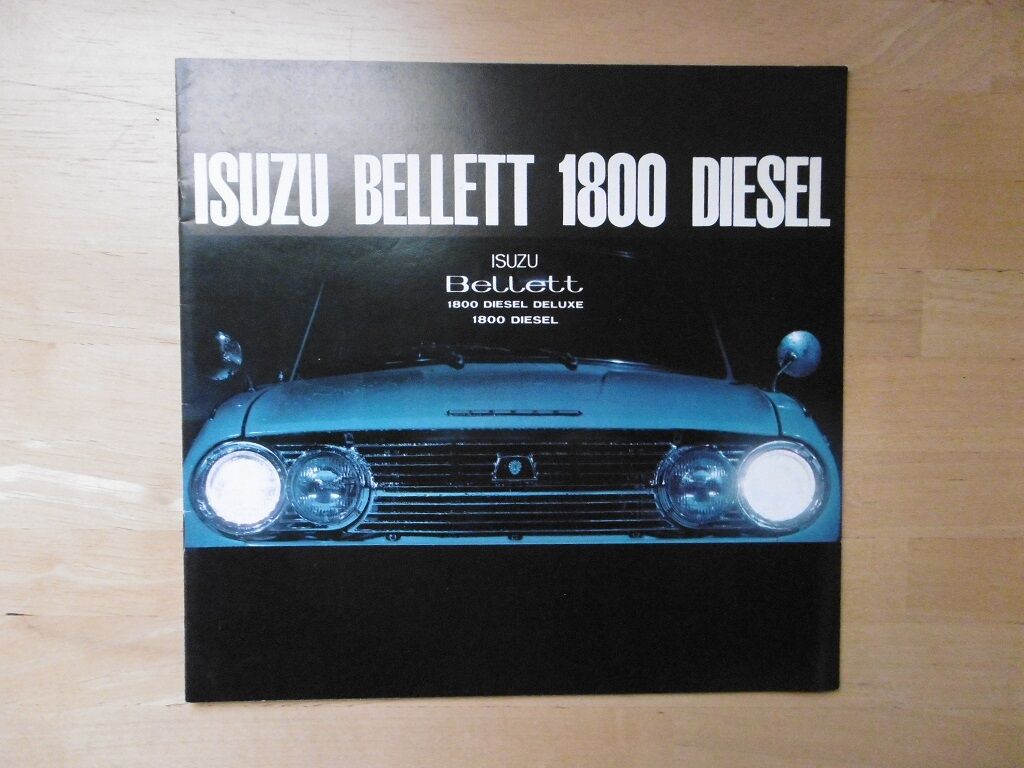 ISUZU BELLETT 1800 DIESEL
ISUZU
Bellett
1800 DIESEL DELUXE
1800 DIESEL